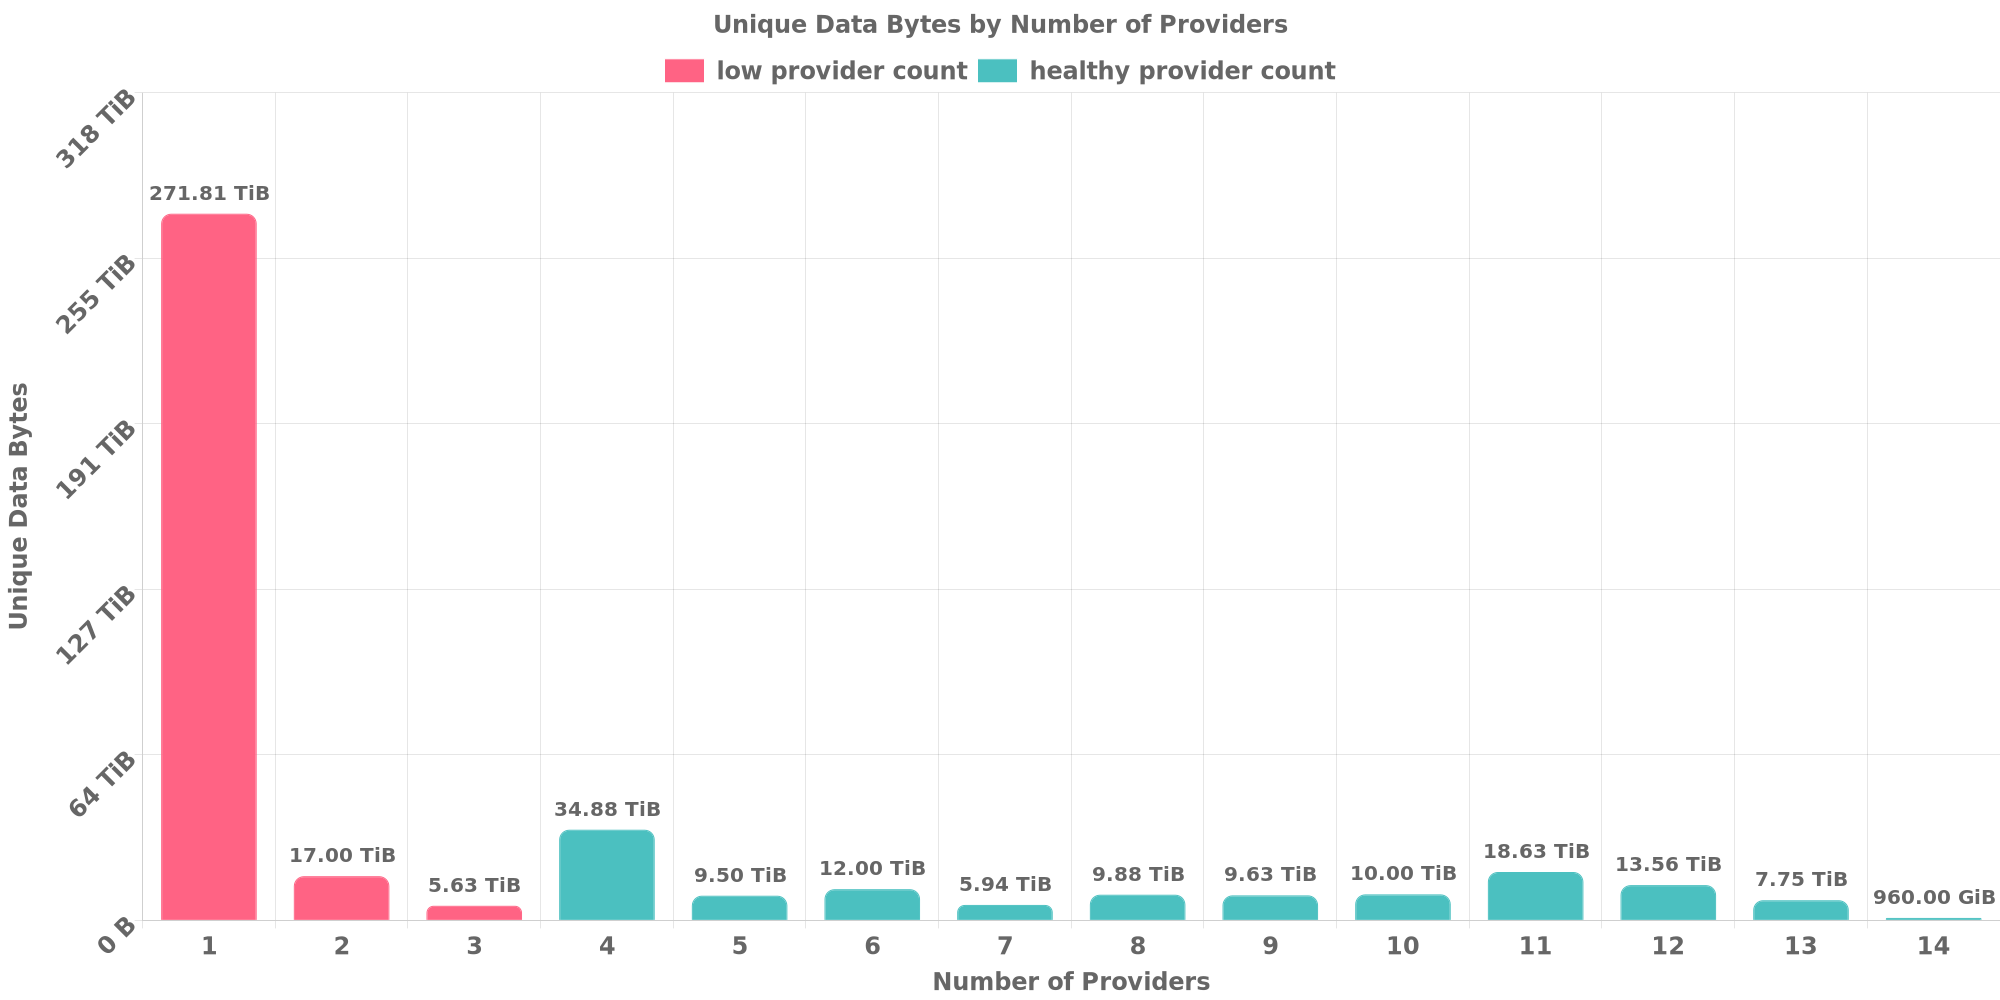 Unique Data Bytes by Number of Providers
low provider count healthy provider count
318 TiB
255 TiB
191 TiB
127 TiB
64 TiB
0 B
Unique Data Bytes
271.81 TiB
17.00 TiB
5.63 TiB
34.88 TiB
9.50 TiB
12.00 TiB
5.94 TiB
9.88 TiB
9.63 TiB
10.00 TiB
18.63 TiB
13.56 TiB
7.75 TiB
960.00 GiB
1 2 3 4 5 6 7 8 9 10 11 12 13 14
Number of Providers